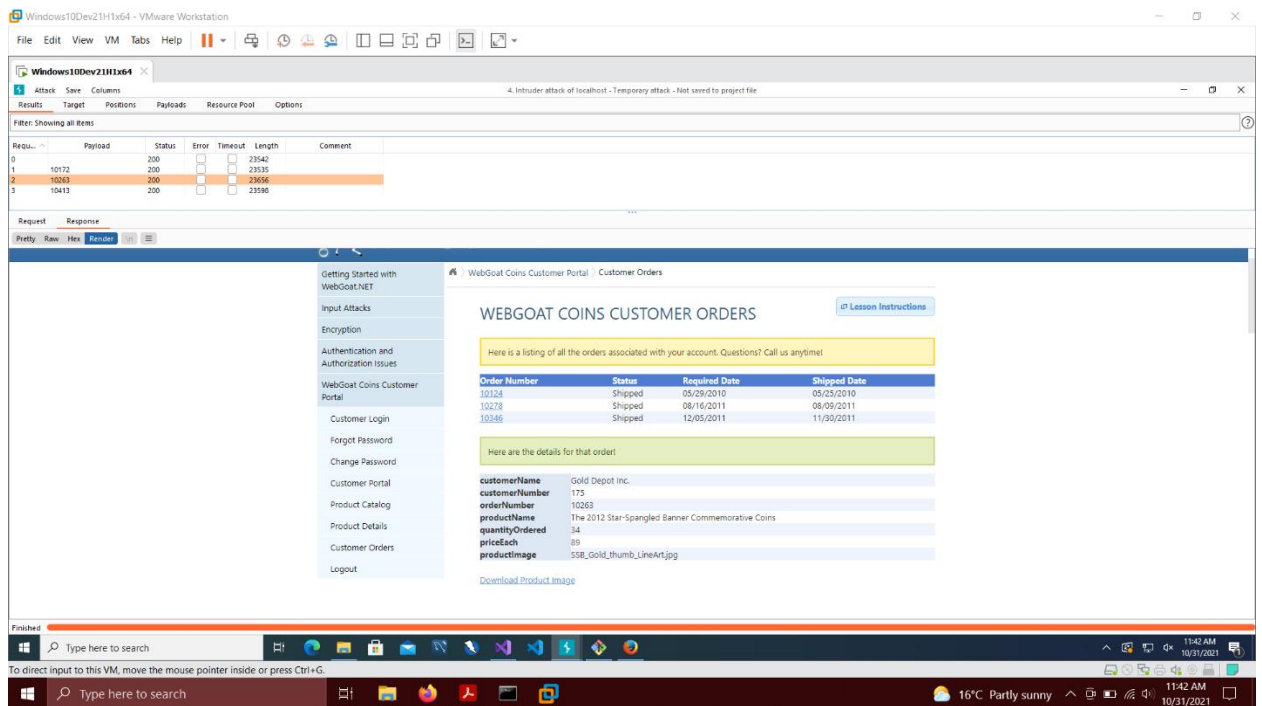 Windows10Dev21H1x64 - VMware Workstation
File Edit View VM Tabs Help
Windows10Dev21H1x64
Attack Save Columns
4. Intruder attack of localhost - Temporary attack - Not saved to project file
Results Target Positions Payloads Resource Pool Options
Filter: Showing all items
Requ... Payload Status Error Timeout Length Comment
0 200 23542
1 10172 200 23535
2 10263 200 23656
3 10413 200 23598
Request Response
Pretty Raw Hex Render \n
Getting Started with
WebGoat.NET
Input Attacks
Encryption
Authentication and
Authorization Issues
WebGoat Coins Customer
Portal
Customer Login
Forgot Password
Change Password
Customer Portal
Product Catalog
Product Details
Customer Orders
Logout
WebGoat Coins Customer Portal Customer Orders
Lesson Instructions
WEBGOAT COINS CUSTOMER ORDERS
Here is a listing of all the orders associated with your account. Questions? Call us anytime!
Order Number Status Required Date Shipped Date
10124 Shipped 05/29/2010 05/25/2010
10278 Shipped 08/16/2011 08/09/2011
10346 Shipped 12/05/2011 11/30/2011
Here are the details for that order!
customerName Gold Depot Inc.
customerNumber 175
orderNumber 10263
productName The 2012 Star-Spangled Banner Commemorative Coins
quantityOrdered 34
priceEach 89
productImage SSB_Gold_thumb_LineArt.jpg
Download Product Image
Finished
Type here to search
11:42 AM
10/31/2021
To direct input to this VM, move the mouse pointer inside or press Ctrl+G.
Type here to search
16°C Partly sunny
11:42 AM
10/31/2021